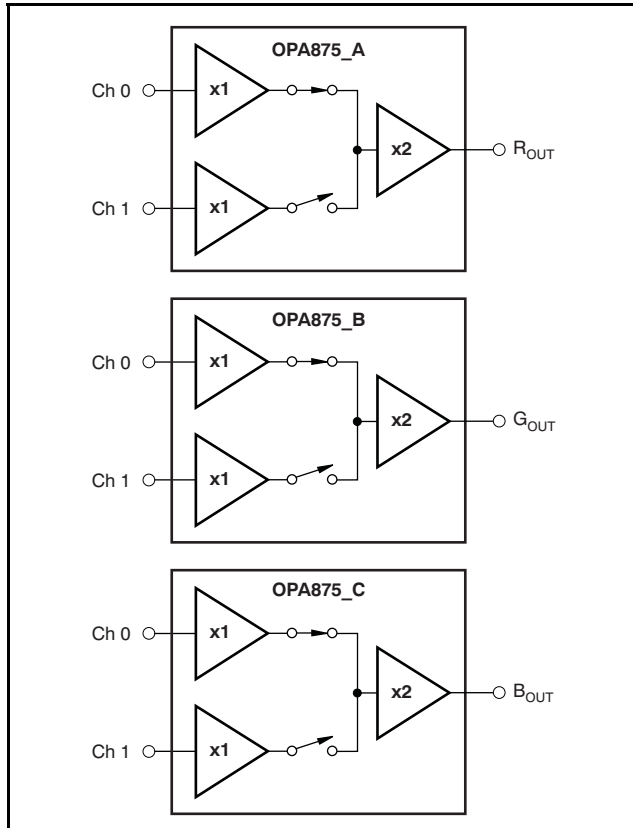 OPA875_A
Ch 0
x1
x2
R_OUT
Ch 1
x1
OPA875_B
Ch 0
x1
x2
G_OUT
Ch 1
x1
OPA875_C
Ch 0
x1
x2
B_OUT
Ch 1
x1